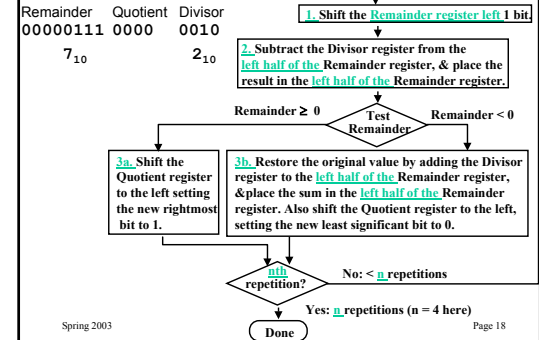 Remainder Quotient Divisor
00000111 0000 0010
7₁₀ 2₁₀
1. Shift the Remainder register left 1 bit.
2. Subtract the Divisor register from the
left half of the Remainder register, & place the
result in the left half of the Remainder register.
Remainder ≥ 0
Test
Remainder
Remainder < 0
3a. Shift the
Quotient register
to the left setting
the new rightmost
bit to 1.
3b. Restore the original value by adding the Divisor
register to the left half of the Remainder register,
&place the sum in the left half of the Remainder
register. Also shift the Quotient register to the left,
setting the new least significant bit to 0.
nth
repetition?
No: < n repetitions
Yes: n repetitions (n = 4 here)
Done
Spring 2003
Page 18